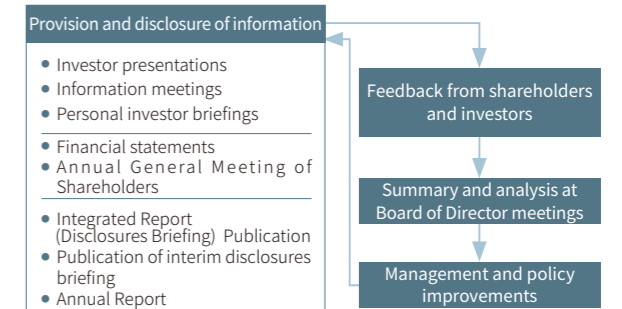 Provision and disclosure of information
• Investor presentations
• Information meetings
• Personal investor briefings
• Financial statements
• Annual General Meeting of
Shareholders
• Integrated Report
(Disclosures Briefing) Publication
• Publication of interim disclosures
briefing
• Annual Report
Feedback from shareholders
and investors
Summary and analysis at
Board of Director meetings
Management and policy
improvements